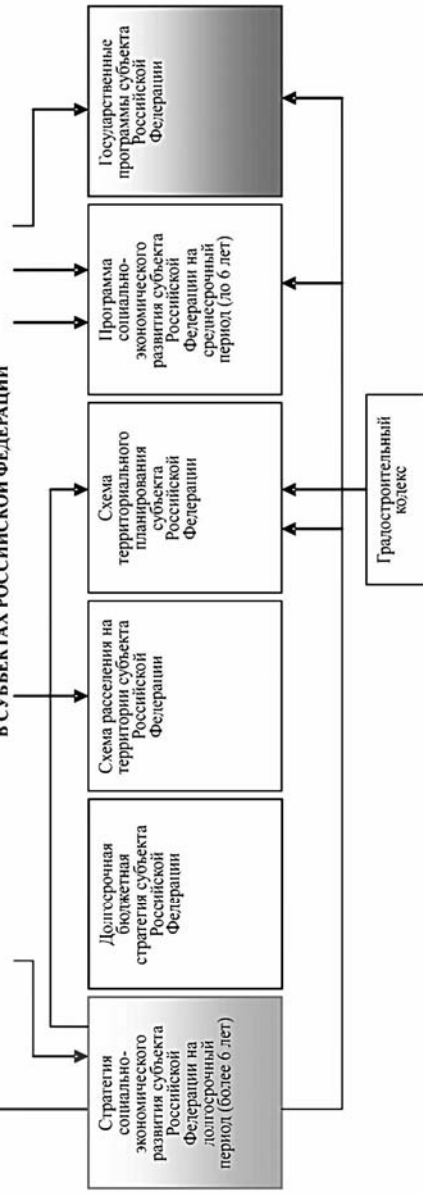 В СУБЪЕКТАХ РОССИЙСКОЙ ФЕДЕРАЦИИ
Стратегия
социально-
экономического
развития субъекта
Российской
Федерации на
долгосрочный
период (более 6 лет)
Долгосрочная
бюджетная
стратегия субъекта
Российской
Федерации
Схема расселения на
территории субъекта
Российской
Федерации
Схема
территориального
планирования
субъекта
Российской
Федерации
Программа
социально-
экономического
развития субъекта
Российской
Федерации на
среднесрочный
период (до 6 лет)
Государственные
программы субъекта
Российской
Федерации
Градостроительный
кодекс